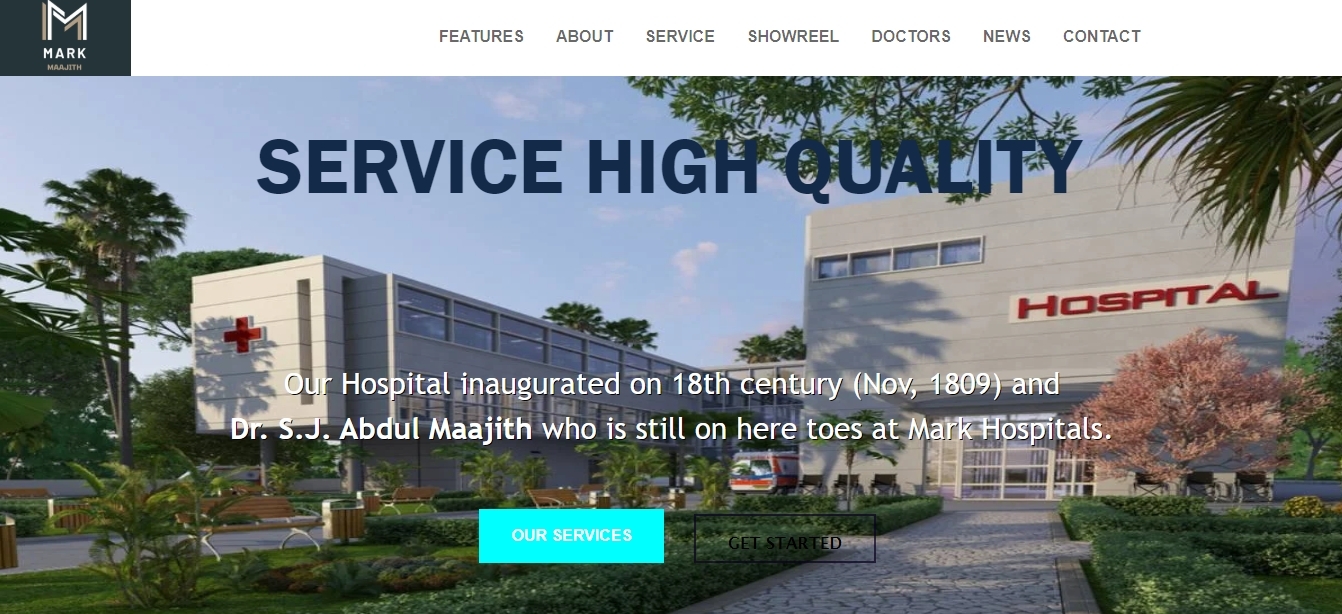 MARK
MAAJITH
FEATURES ABOUT SERVICE SHOWREEL DOCTORS NEWS CONTACT
SERVICE HIGH QUALITY
HOSPITAL
Our Hospital inaugurated on 18th century (Nov, 1809) and
Dr. S.J. Abdul Maajith who is still on here toes at Mark Hospitals.
OUR SERVICES GET STARTED